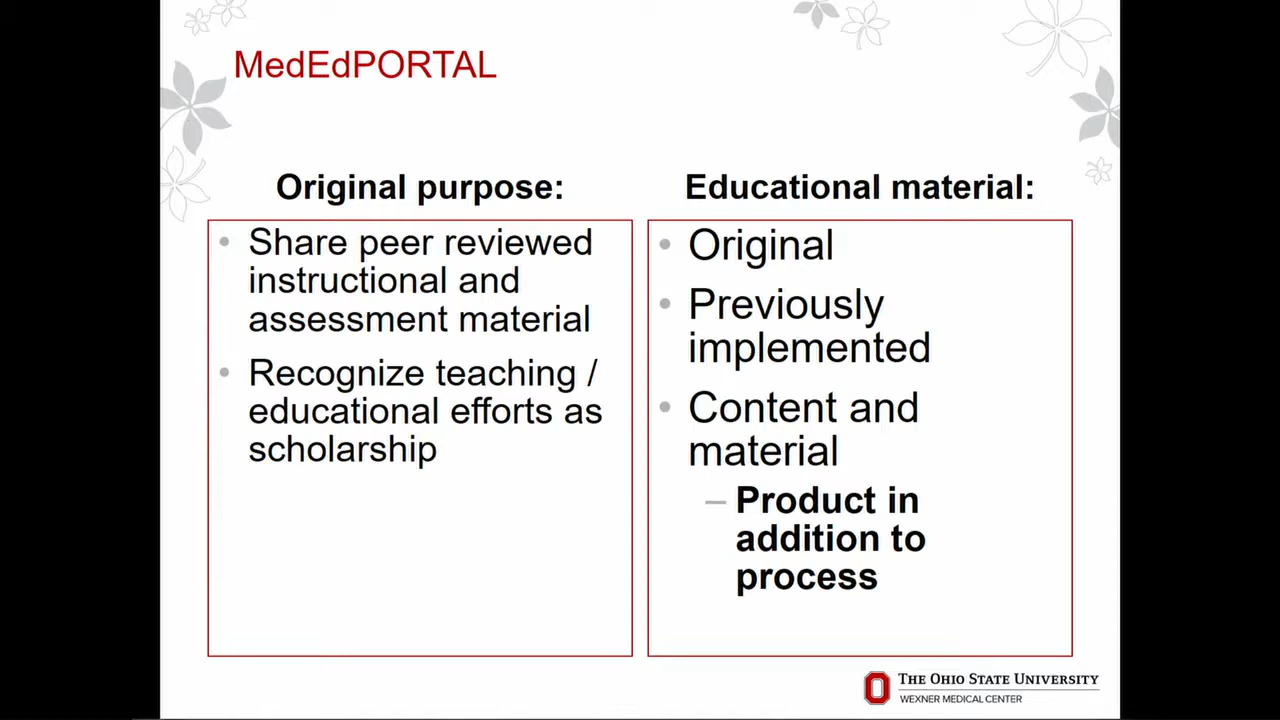 MedEdPORTAL
Original purpose:
• Share peer reviewed
instructional and
assessment material
• Recognize teaching /
educational efforts as
scholarship
Educational material:
• Original
• Previously
implemented
• Content and
material
– Product in
addition to
process
THE OHIO STATE UNIVERSITY
WEXNER MEDICAL CENTER